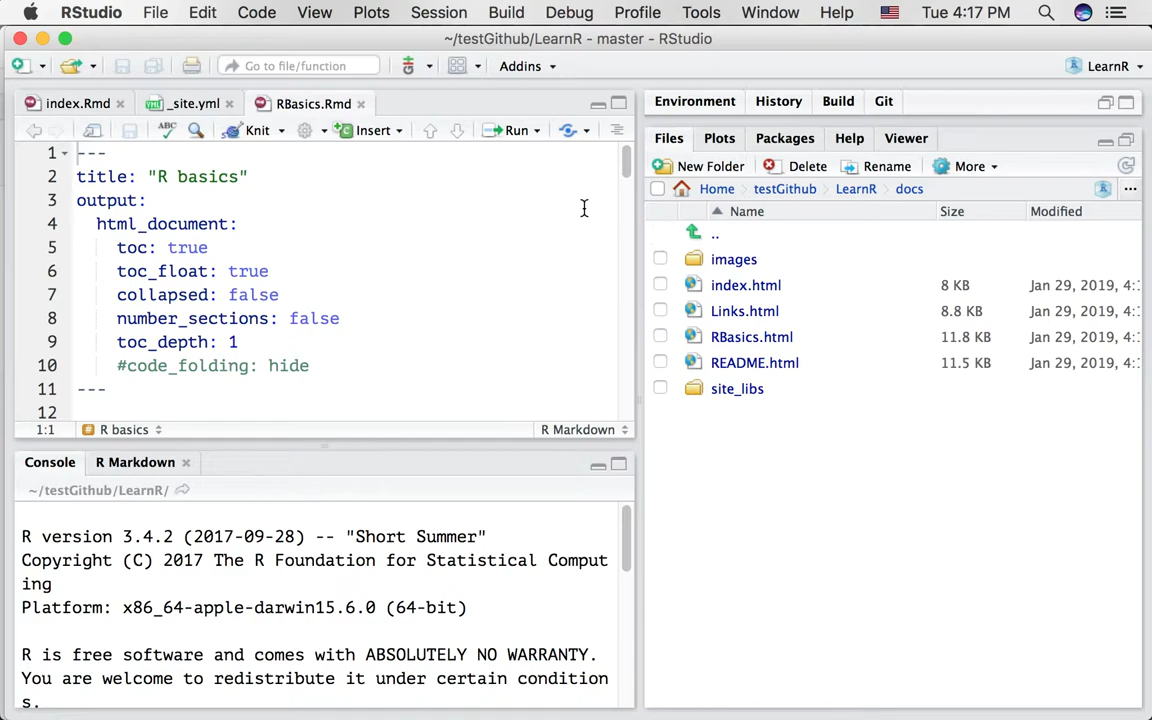 RStudio File Edit Code View Plots Session Build Debug Profile Tools Window Help Tue 4:17 PM
~/testGithub/LearnR - master - RStudio
Go to file/function Addins LearnR
index.Rmd _site.yml RBasics.Rmd
ABC Knit Insert Run
1 ---
2 title: "R basics"
3 output:
4 html_document:
5 toc: true
6 toc_float: true
7 collapsed: false
8 number_sections: false
9 toc_depth: 1
10 #code_folding: hide
11 ---
12
1:1 # R basics R Markdown
Console R Markdown
~/testGithub/LearnR/
R version 3.4.2 (2017-09-28) -- "Short Summer"
Copyright (C) 2017 The R Foundation for Statistical Comput
ing
Platform: x86_64-apple-darwin15.6.0 (64-bit)
R is free software and comes with ABSOLUTELY NO WARRANTY.
You are welcome to redistribute it under certain condition
s.
Environment History Build Git
Files Plots Packages Help Viewer
New Folder Delete Rename More
Home testGithub LearnR docs ...
Name Size Modified
..
images
index.html 8 KB Jan 29, 2019, 4:
Links.html 8.8 KB Jan 29, 2019, 4:
RBasics.html 11.8 KB Jan 29, 2019, 4:
README.html 11.5 KB Jan 29, 2019, 4:
site_libs